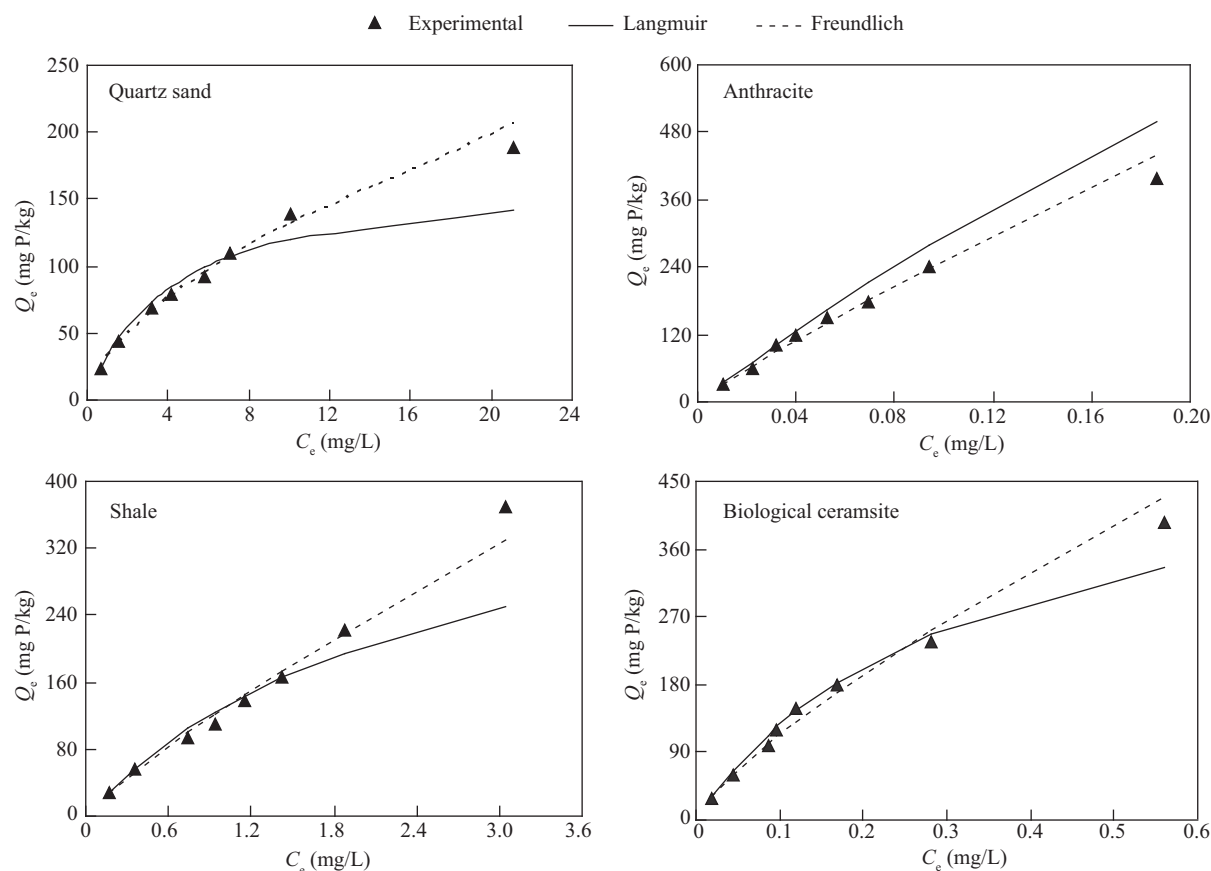 Experimental Langmuir Freundlich
250
200
150
100
50
0
Quartz sand
Qe (mg P/kg)
0 4 8 12 16 20 24
Ce (mg/L)
600
480
360
240
120
0
Anthracite
Qe (mg P/kg)
0 0.04 0.08 0.12 0.16 0.20
Ce (mg/L)
400
320
240
160
80
0
Shale
Qe (mg P/kg)
0 0.6 1.2 1.8 2.4 3.0 3.6
Ce (mg/L)
450
360
270
180
90
0
Biological ceramsite
Qe (mg P/kg)
0 0.1 0.2 0.3 0.4 0.5 0.6
Ce (mg/L)